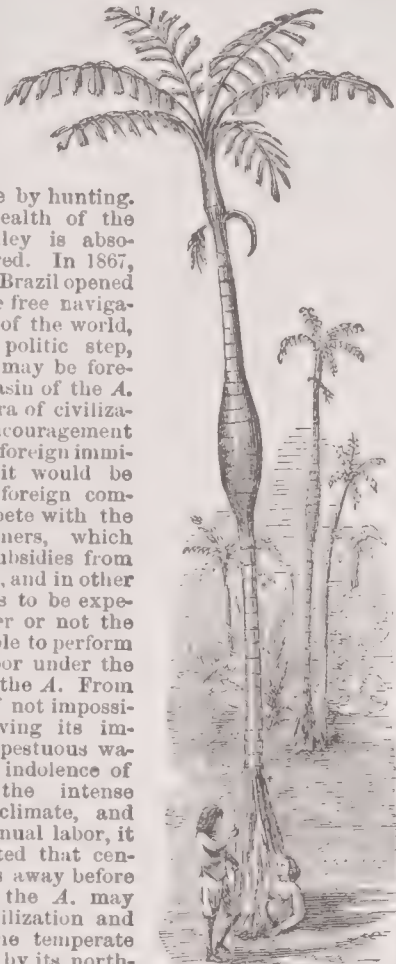 e by hunting.
ealth of the
ley is abso-
ed. In 1867,
Brazil opened
e free naviga-
of the world,
politic step,
may be fore-
asin of the A.
ra of civiliza-
couragement
foreign immi-
it would be
foreign com-
pete with the
ners, which
ubsidies from
, and in other
s to be expe-
er or not the
ble to perform
or under the
the A. From
not impossi-
ving its im-
pestuous wa-
indolence of
the intense
climate, and
nual labor, it
ted that cen-
s away before
the A. may
ilization and
he temperate
by its north-